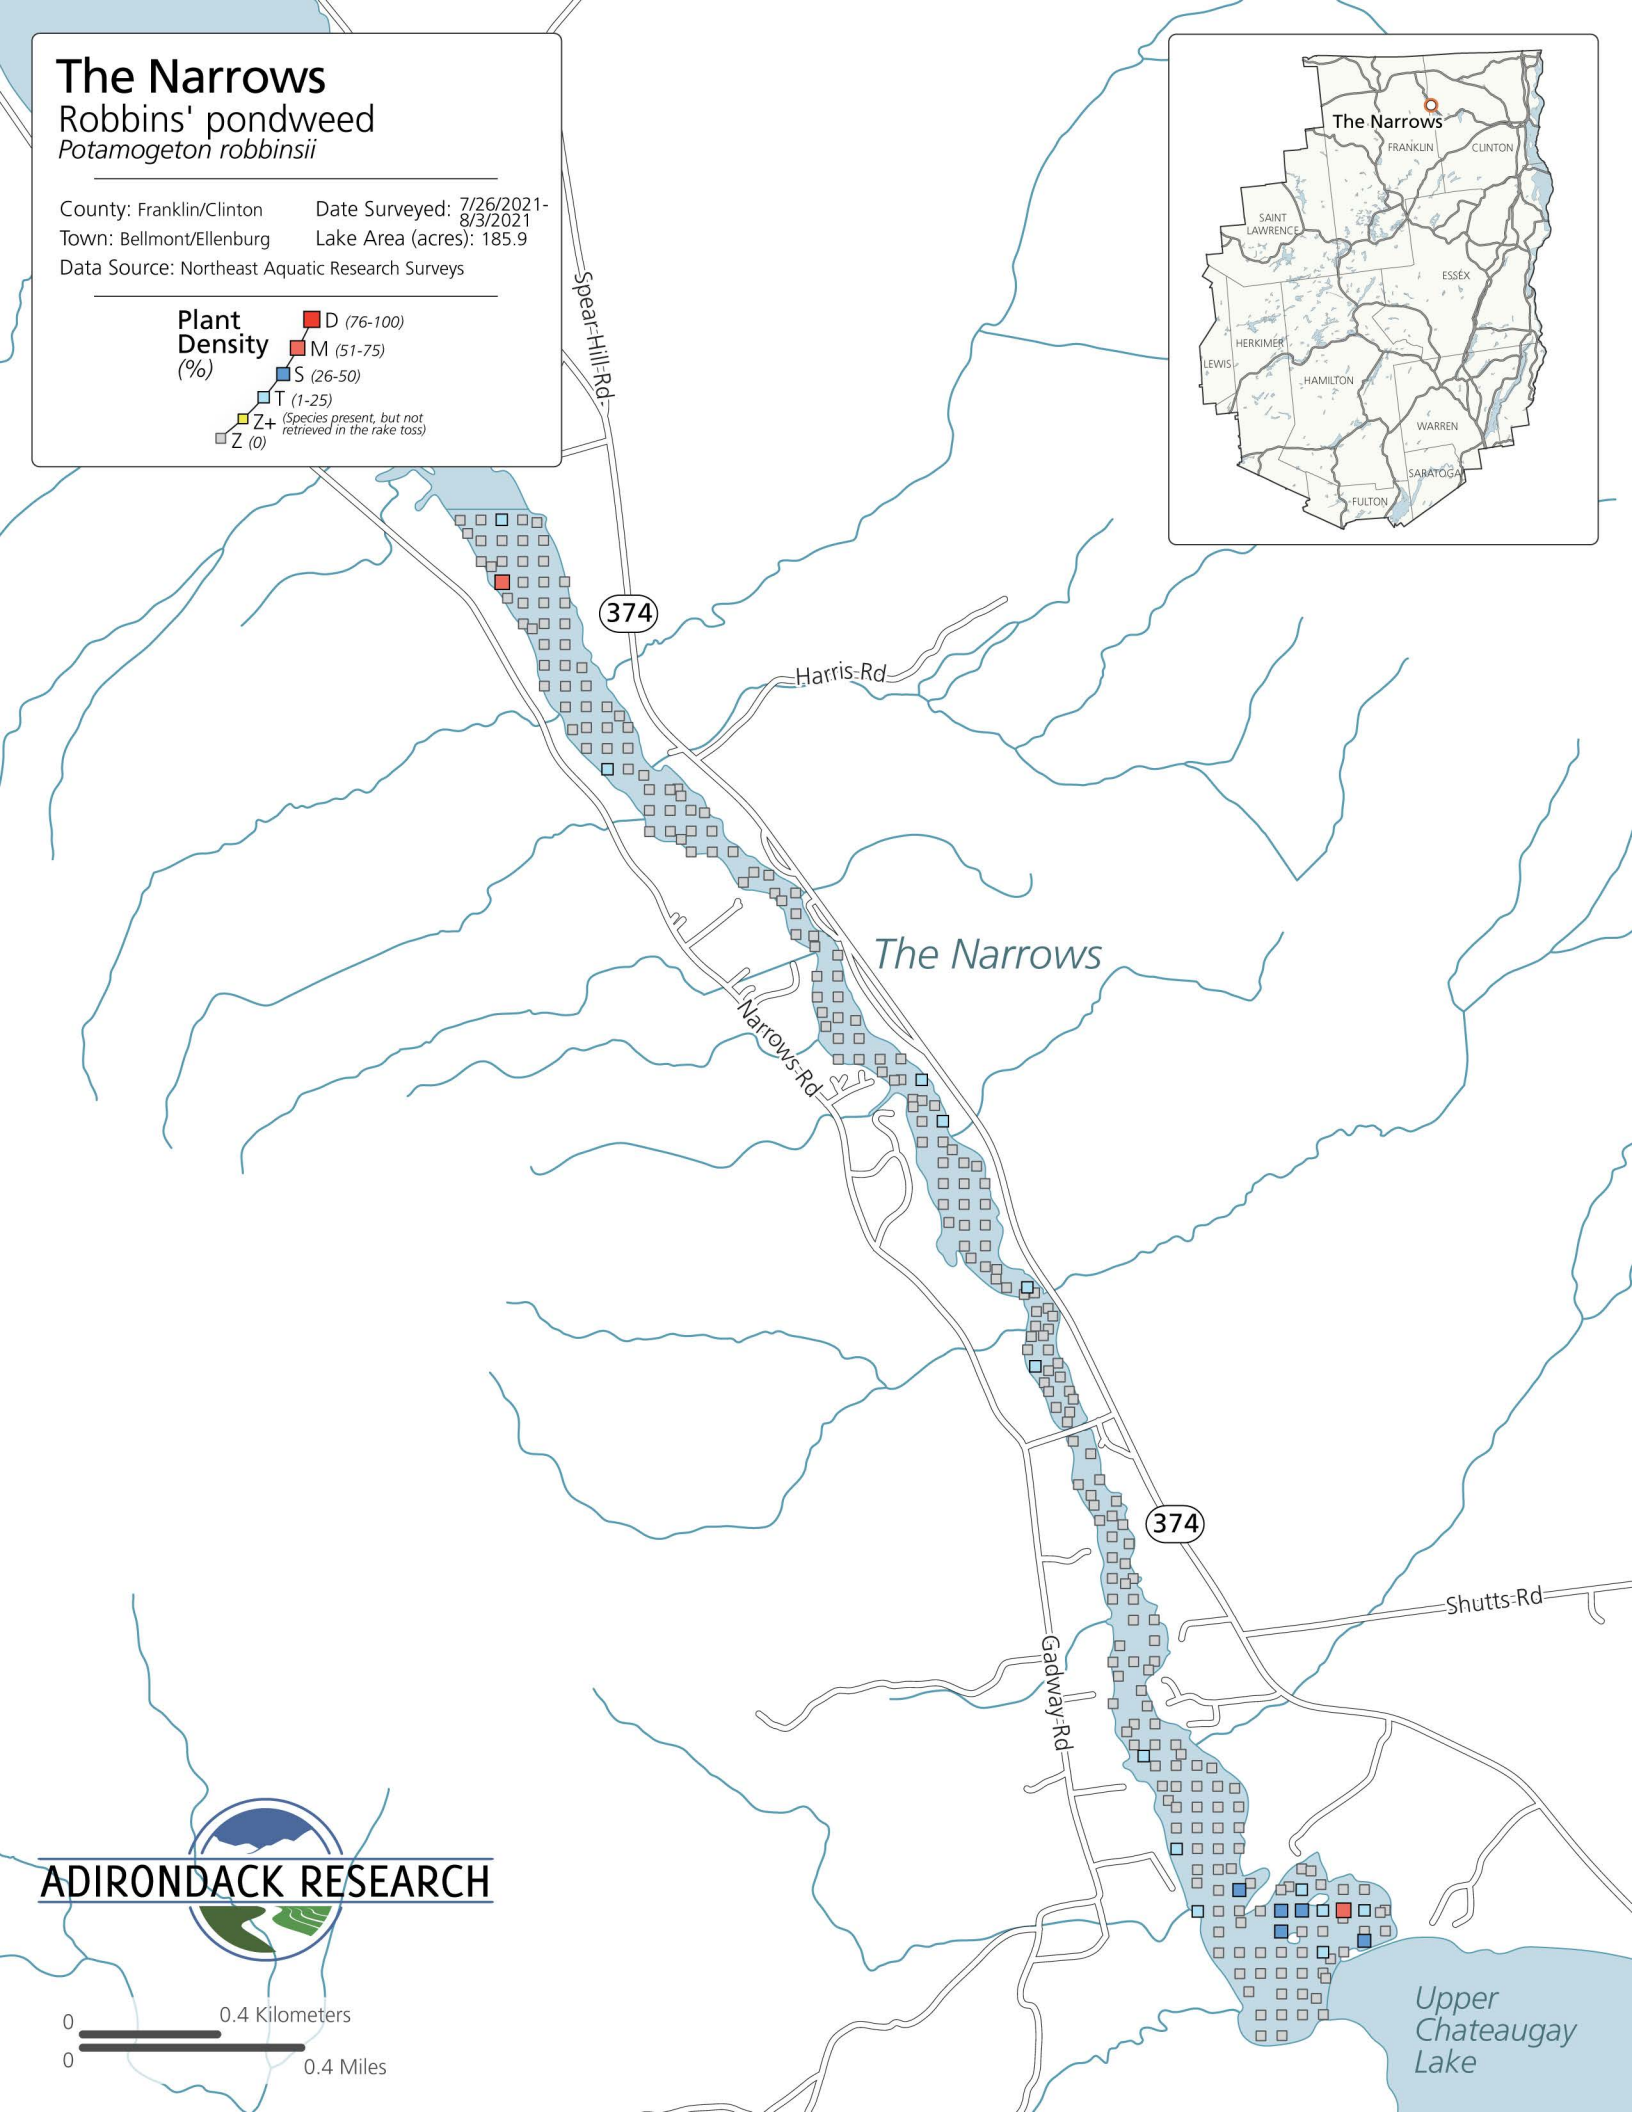 The Narrows
Robbins' pondweed
Potamogeton robbinsii
County: Franklin/Clinton
Date Surveyed: 7/26/2021-
8/3/2021
Town: Bellmont/Ellenburg
Lake Area (acres): 185.9
Data Source: Northeast Aquatic Research Surveys
Plant
Density
(%)
D (76-100)
M (51-75)
S (26-50)
T (1-25)
Z+ (Species present, but not
retrieved in the rake toss)
Z (0)
The Narrows
FRANKLIN
CLINTON
SAINT
LAWRENCE
ESSEX
HERKIMER
LEWIS
HAMILTON
WARREN
SARATOGA
FULTON
Spear-Hill-Rd-
374
Harris-Rd
The Narrows
Narrows-Rd
374
Shutts-Rd
Gadway-Rd
ADIRONDACK RESEARCH
0 0.4 Kilometers
0 0.4 Miles
Upper
Chateaugay
Lake